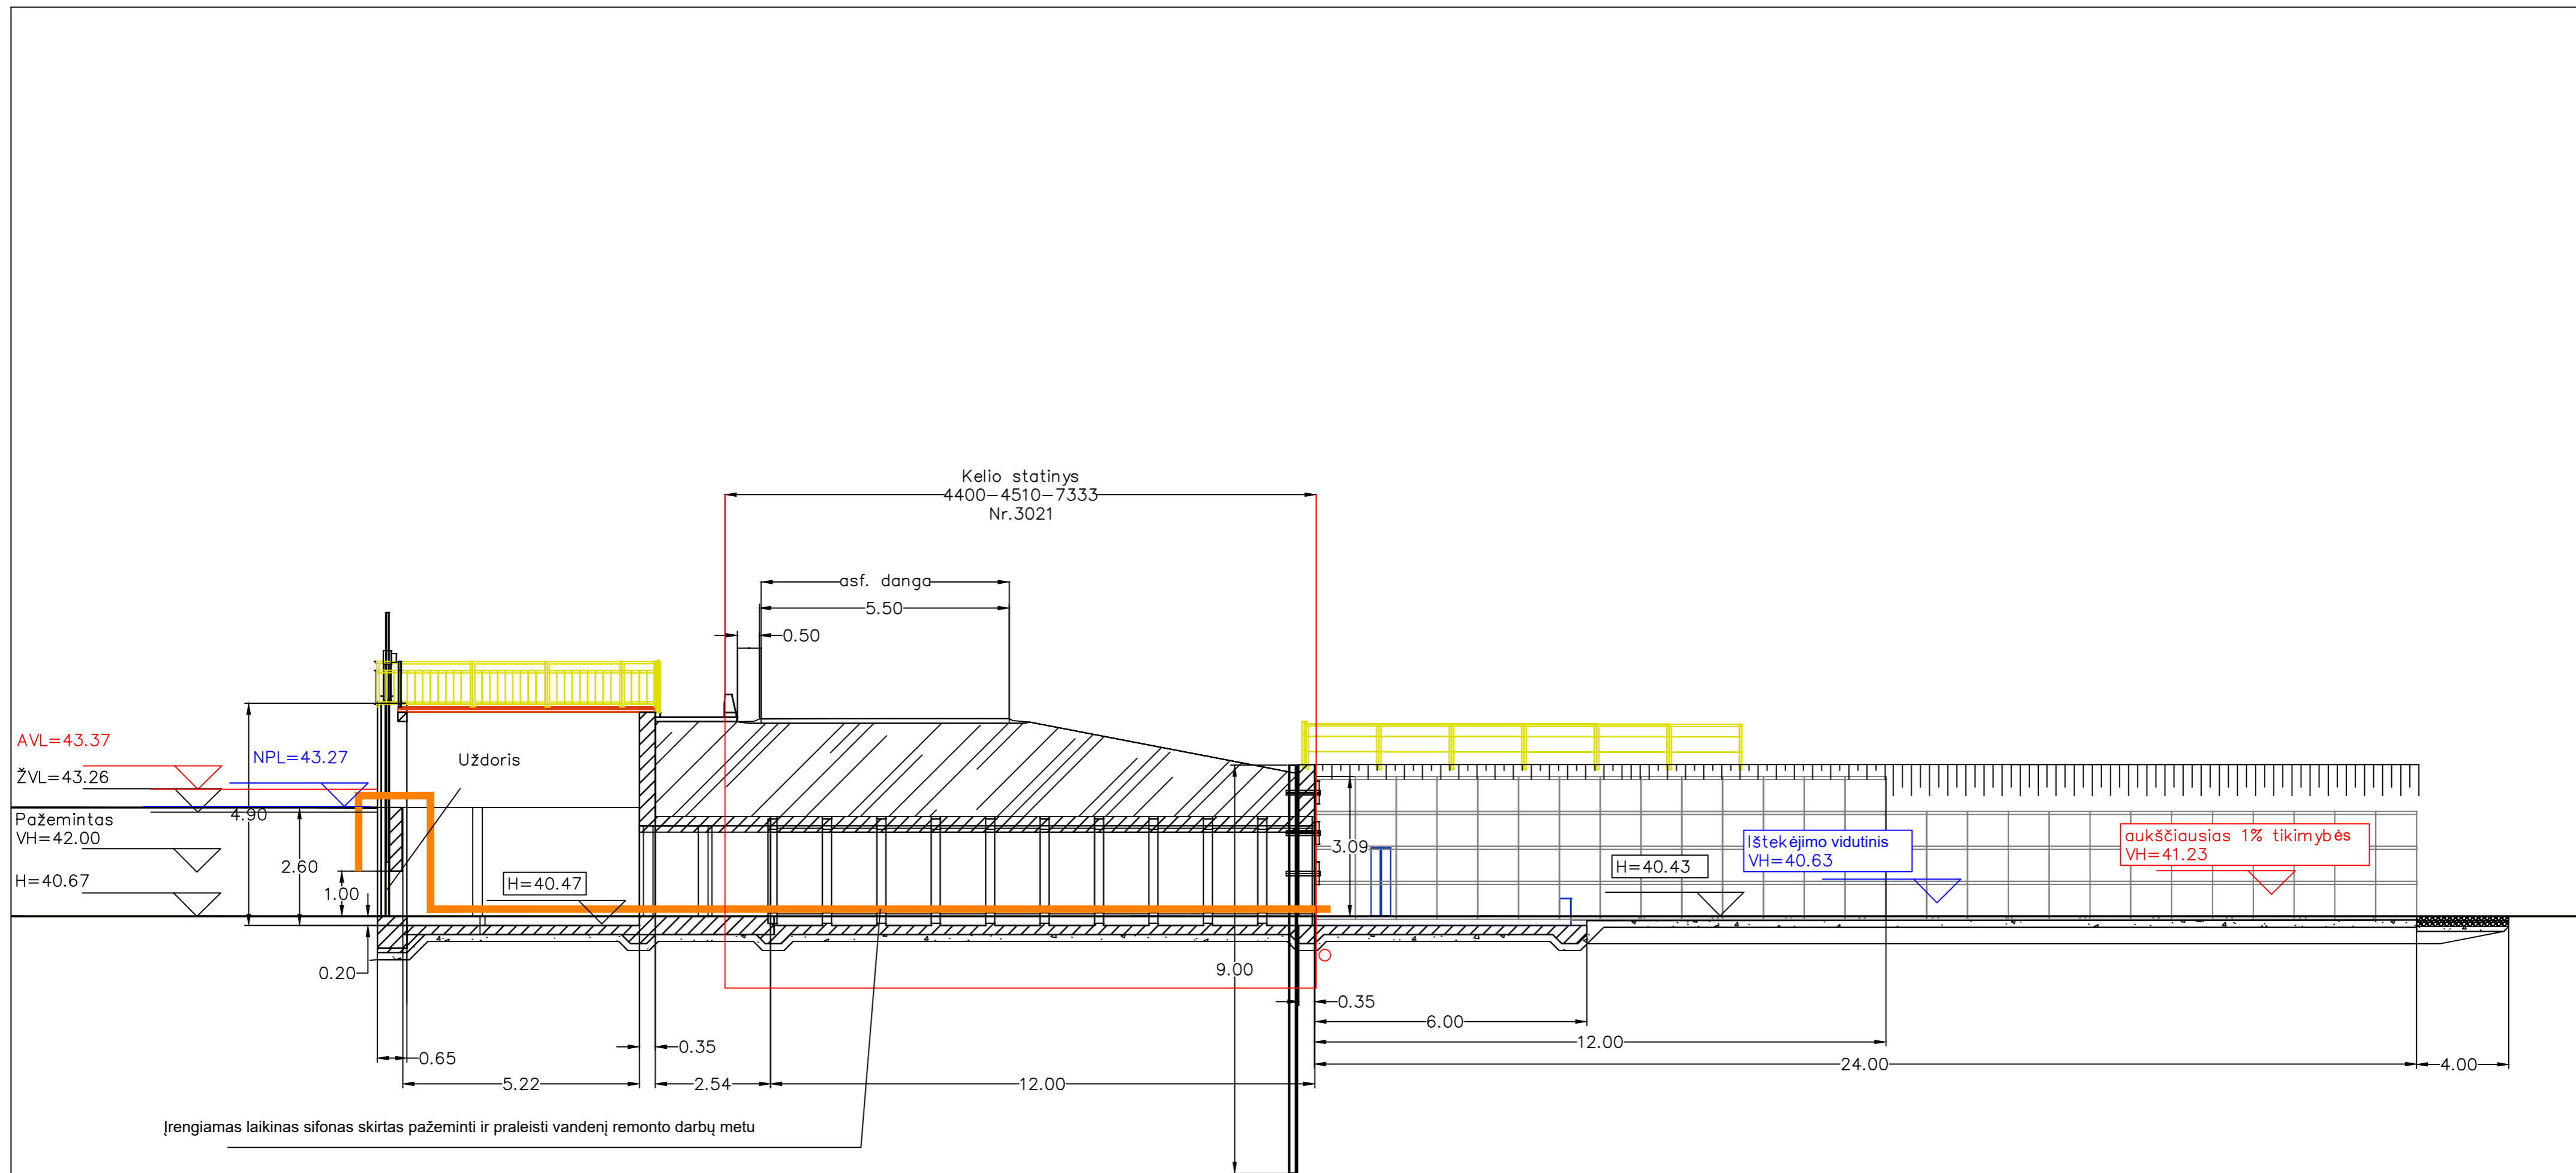 Kelio statinys
4400-4510-7333
Nr.3021
asf. danga
5.50
0.50
AVL=43.37
NPL=43.27
ŽVL=43.26
Uždoris
4.90
Pažemintas
VH=42.00
2.60
H=40.67
1.00
H=40.47
3.09
H=40.43
Ištekėjimo vidutinis
VH=40.63
aukščiausias 1% tikimybės
VH=41.23
0.20
9.00
0.35
6.00
0.65
0.35
12.00
5.22
2.54
12.00
24.00
4.00
Įrengiamas laikinas sifonas skirtas pažeminti ir praleisti vandenį remonto darbų metu